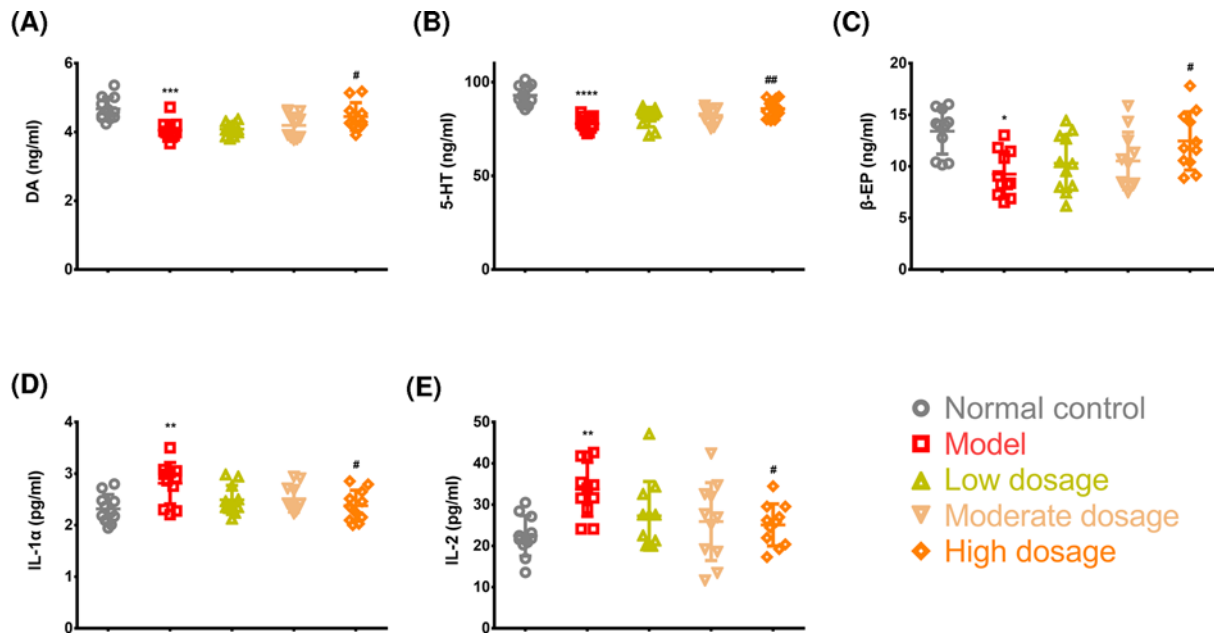 (A)
DA (ng/ml)
6
4
2
0
***
#
(B)
5-HT (ng/ml)
100
50
0
****
##
(C)
β-EP (ng/ml)
20
15
10
5
0
*
#
(D)
IL-1α (pg/ml)
4
3
2
1
0
**
#
(E)
IL-2 (pg/ml)
50
40
30
20
10
0
**
#
Normal control
Model
Low dosage
Moderate dosage
High dosage